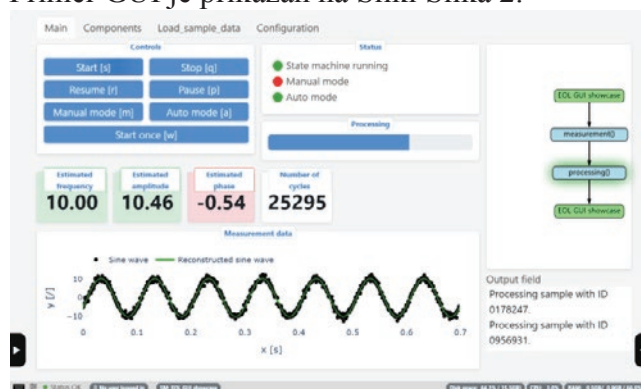 Primer GUI je prikazan na Sliki Slika 2.
Main Components Load_sample_data Configuration
Controls
Start [s] Stop [q]
Resume [r] Pause [p]
Manual mode [m] Auto mode [a]
Start once [w]
Status
State machine running
Manual mode
Auto mode
Processing
EOL GUI showcase
measurement()
processing()
EOL GUI showcase
Estimated frequency
10.00
Estimated amplitude
10.46
Estimated phase
-0.54
Number of cycles
25295
Measurement data
Sine wave Reconstructed sine wave
y [/]
10
0
−10
0 0.1 0.2 0.3 0.4 0.5 0.6 0.7
x [s]
Output field
Processing sample with ID
0178247.
Processing sample with ID
0956931.
Status OK